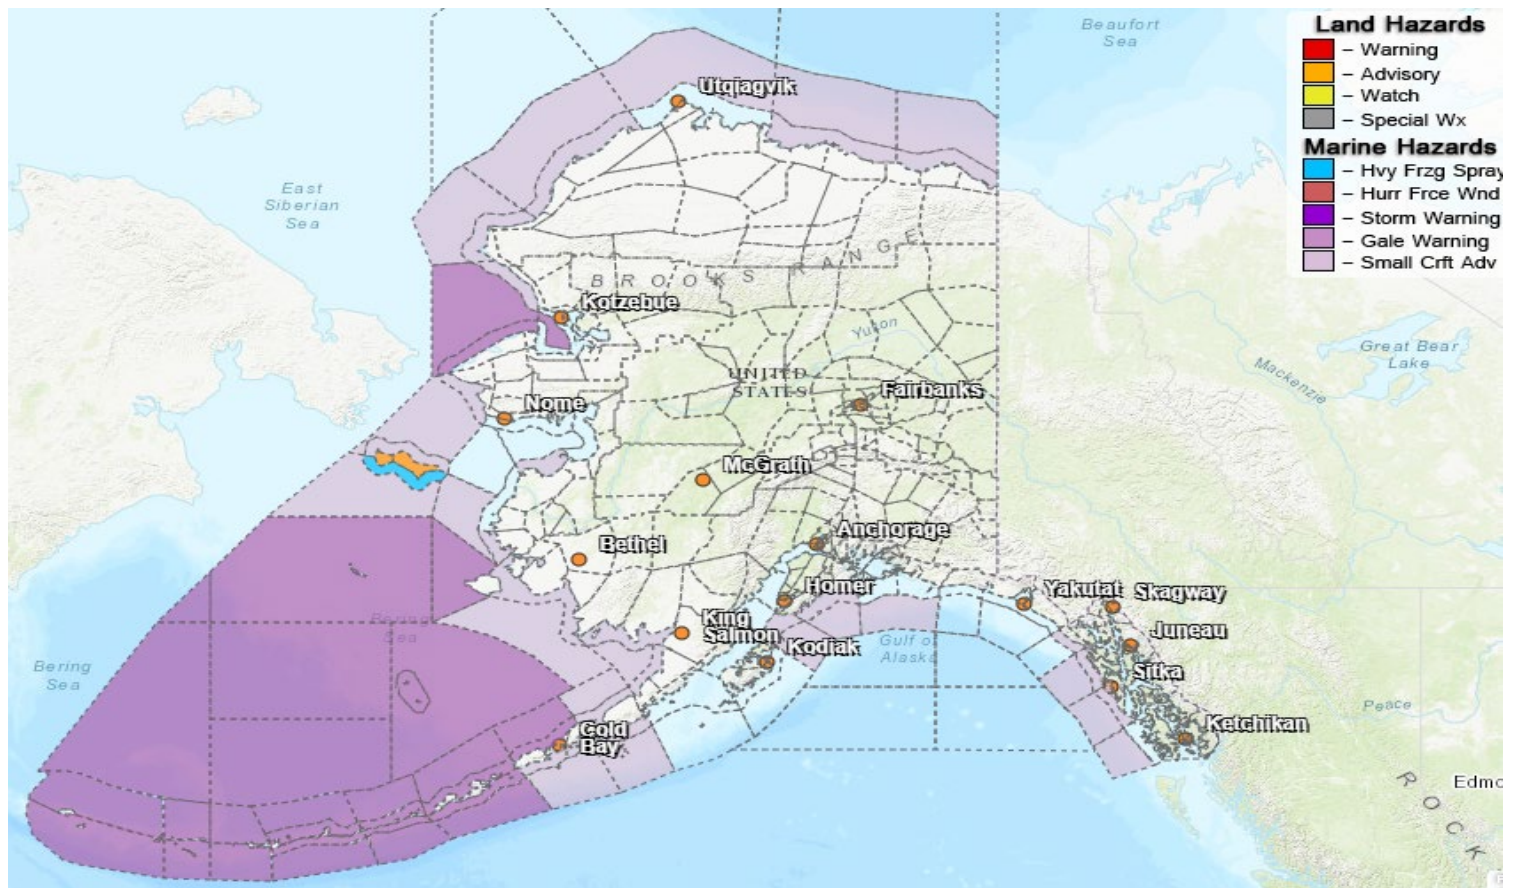 Beaufort
Sea
Land Hazards
– Warning
– Advisory
– Watch
– Special Wx
Marine Hazards
– Hvy Frzg Spray
– Hurr Frce Wnd
– Storm Warning
– Gale Warning
– Small Crft Adv
Utqiagvik
East
Siberian
Sea
BROOKS RANGE
Kotzebue
Yukon
Great Bear
Lake
Mackenzie
UNITED
STATES
Fairbanks
Nome
McGrath
Anchorage
Bethel
Homer
Yakutat
Skagway
King
Salmon
Kodiak
Juneau
Gulf of
Alaska
Bering
Sea
Bering
Sea
Sitka
Peace
Ketchikan
Cold
Bay
ROCK
Edmo